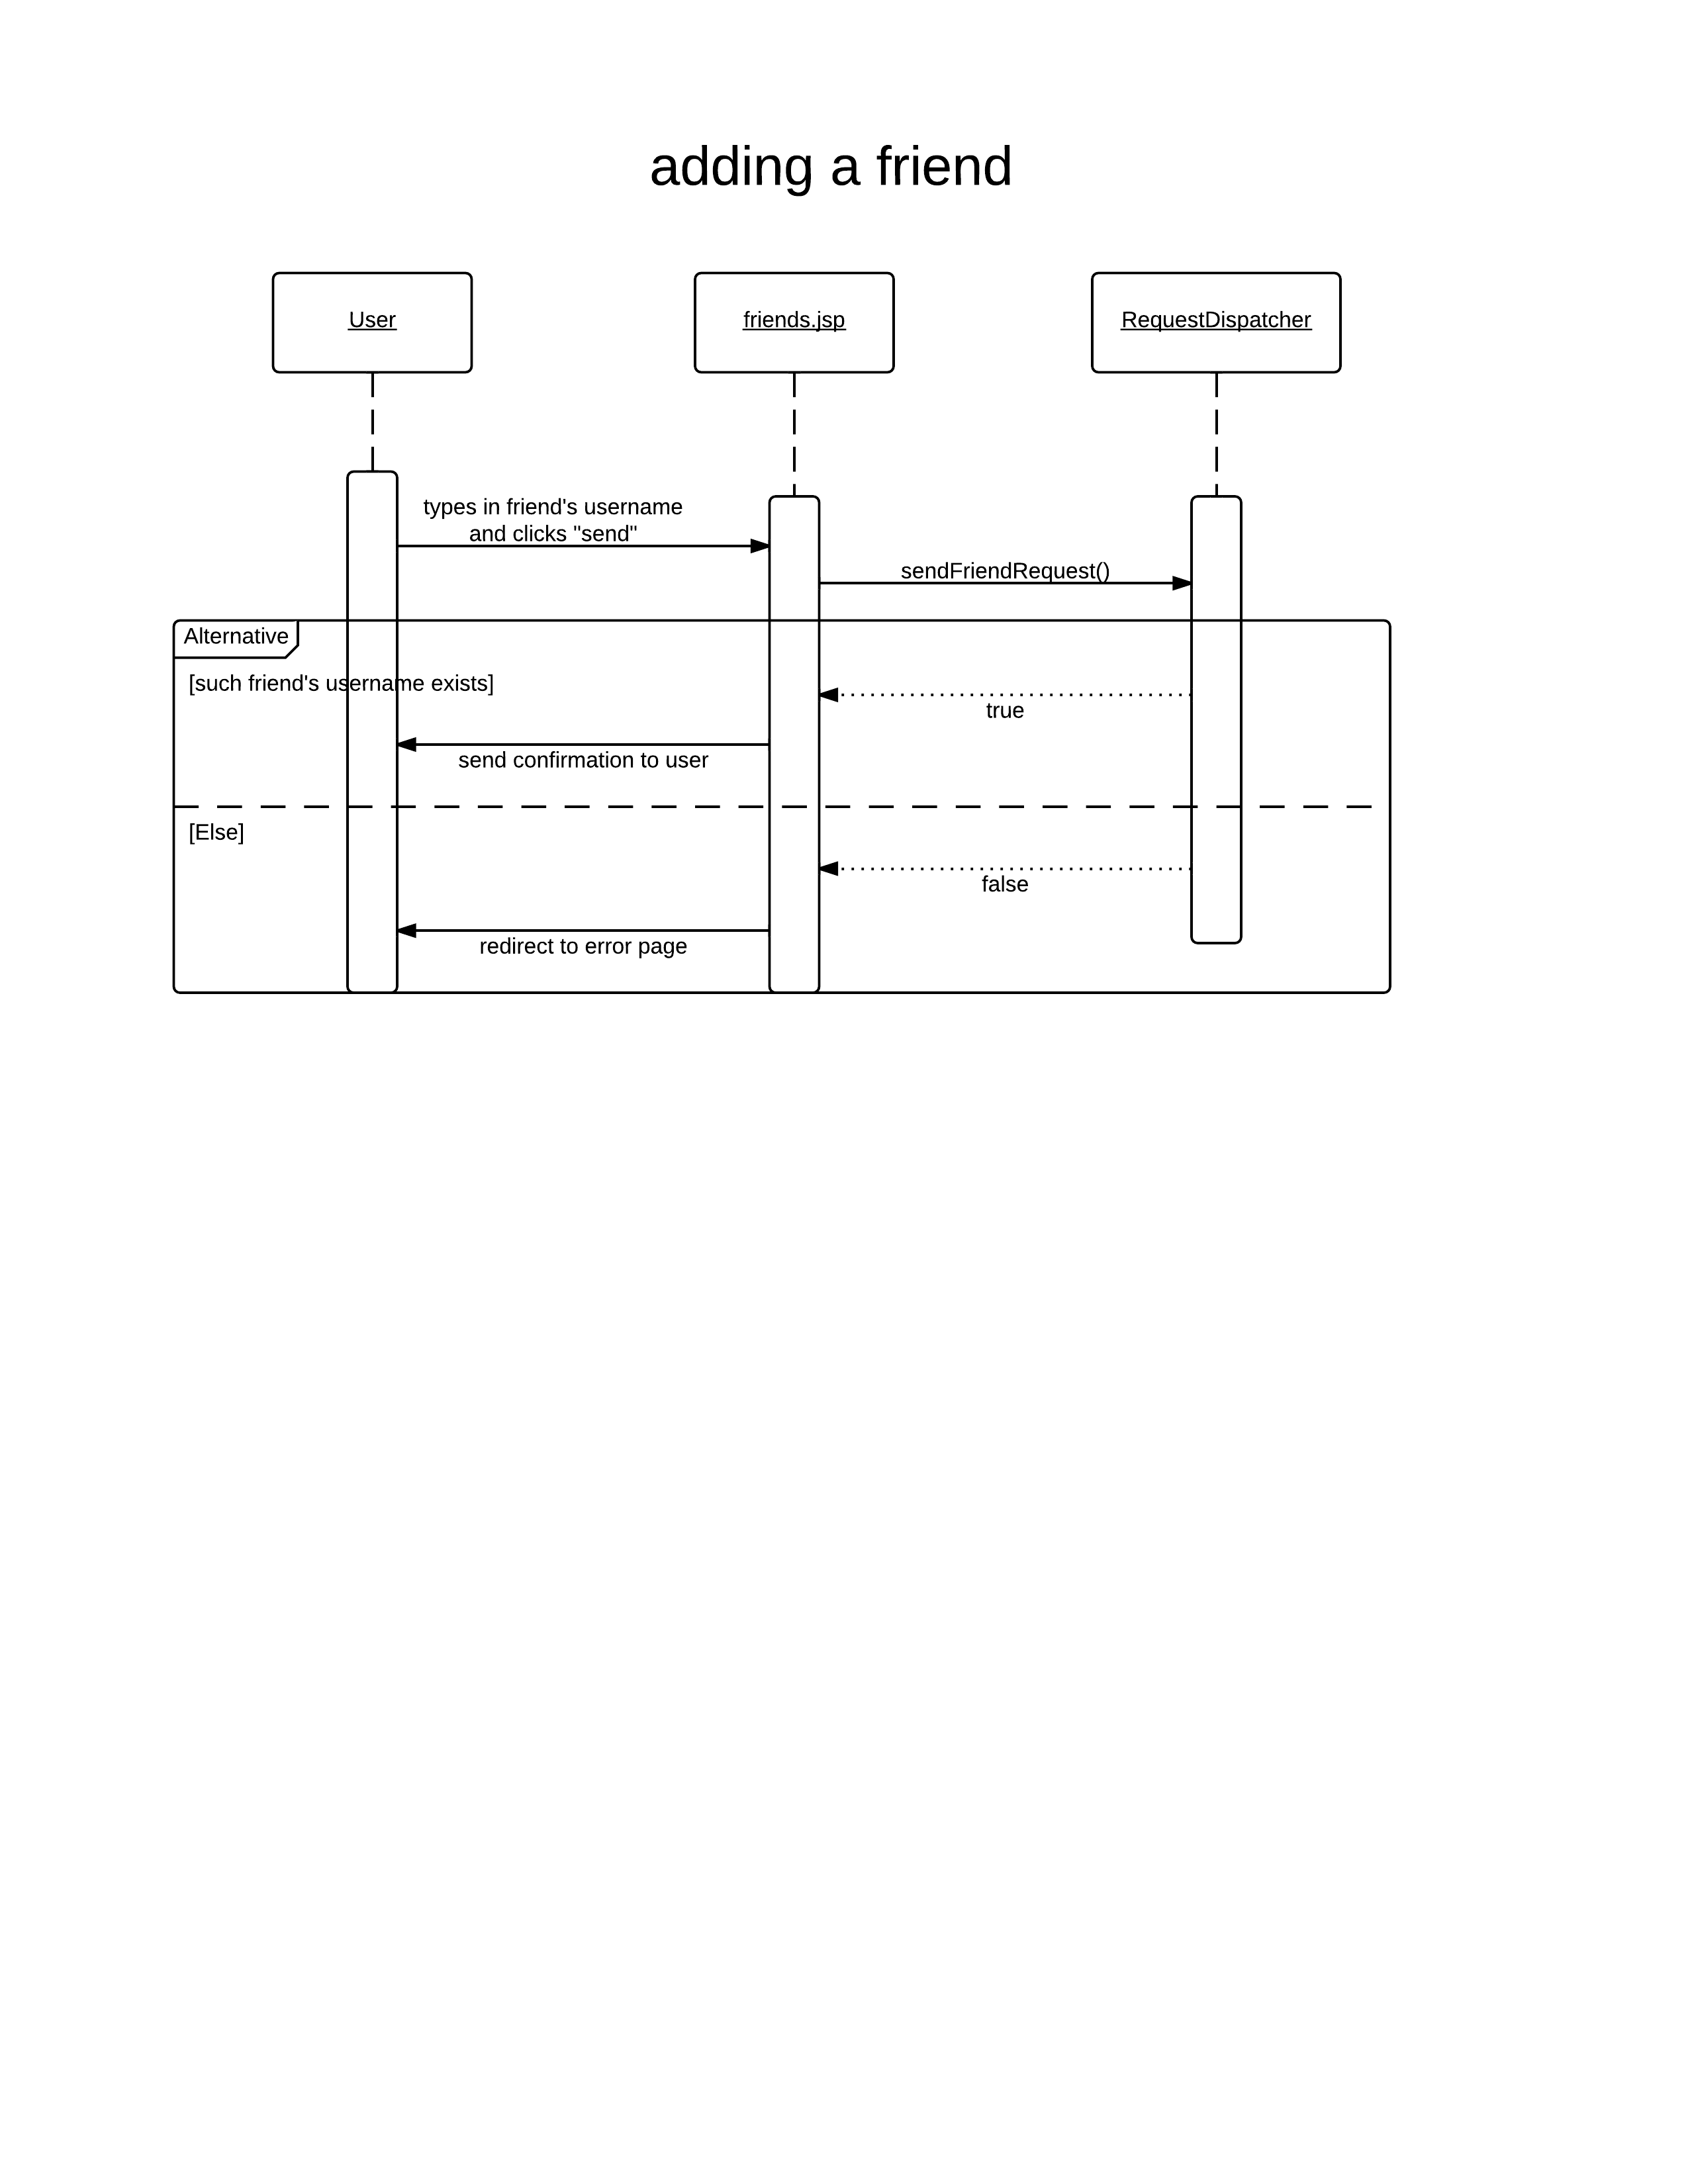 adding a friend
User
friends.jsp
RequestDispatcher
types in friend's username
and clicks "send"
sendFriendRequest()
Alternative
[such friend's username exists]
true
send confirmation to user
[Else]
false
redirect to error page